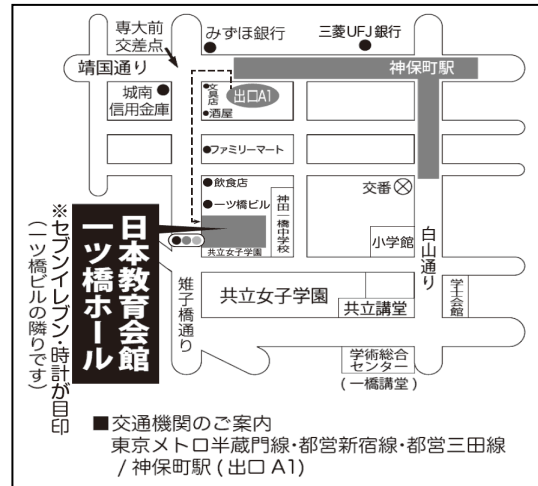 専大前
交差点
みずほ銀行
三菱UFJ銀行
靖国通り
神保町駅
城南
信用金庫
文具店
出口A1
酒屋
ファミリーマート
飲食店
一ツ橋ビル
神田一橋中学校
交番
小学館
白山通り
共立女子学園
日本教育会館
一ツ橋ホール
※セブンイレブン・時計が目印
(一ツ橋ビルの隣りです)
雉子橋通り
共立女子学園
共立講堂
学士会館
学術総合
センター
(一橋講堂)
■交通機関のご案内
東京メトロ半蔵門線・都営新宿線・都営三田線
/ 神保町駅 ( 出口 A1)